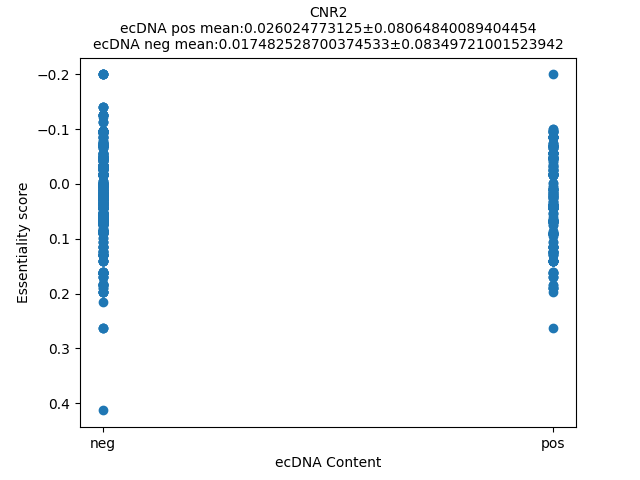 CNR2
ecDNA pos mean:0.026024773125±0.08064840089404454
ecDNA neg mean:0.017482528700374533±0.08349721001523942
−0.2
−0.1
0.0
0.1
0.2
0.3
0.4
Essentiality score
neg
pos
ecDNA Content